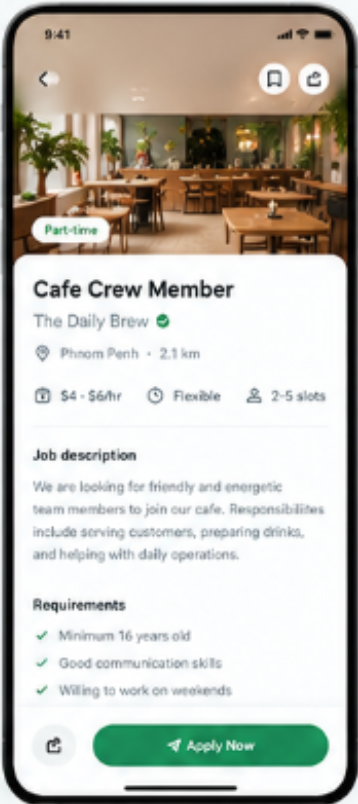 9:41
Part-time
Cafe Crew Member
The Daily Brew
Phnom Penh · 2.1 km
$4 - $6/hr
Flexible
2-5 slots
Job description
We are looking for friendly and energetic
team members to join our cafe. Responsibilites
include serving customers, preparing drinks,
and helping with daily operations.
Requirements
Minimum 16 years old
Good communication skills
Willing to work on weekends
Apply Now